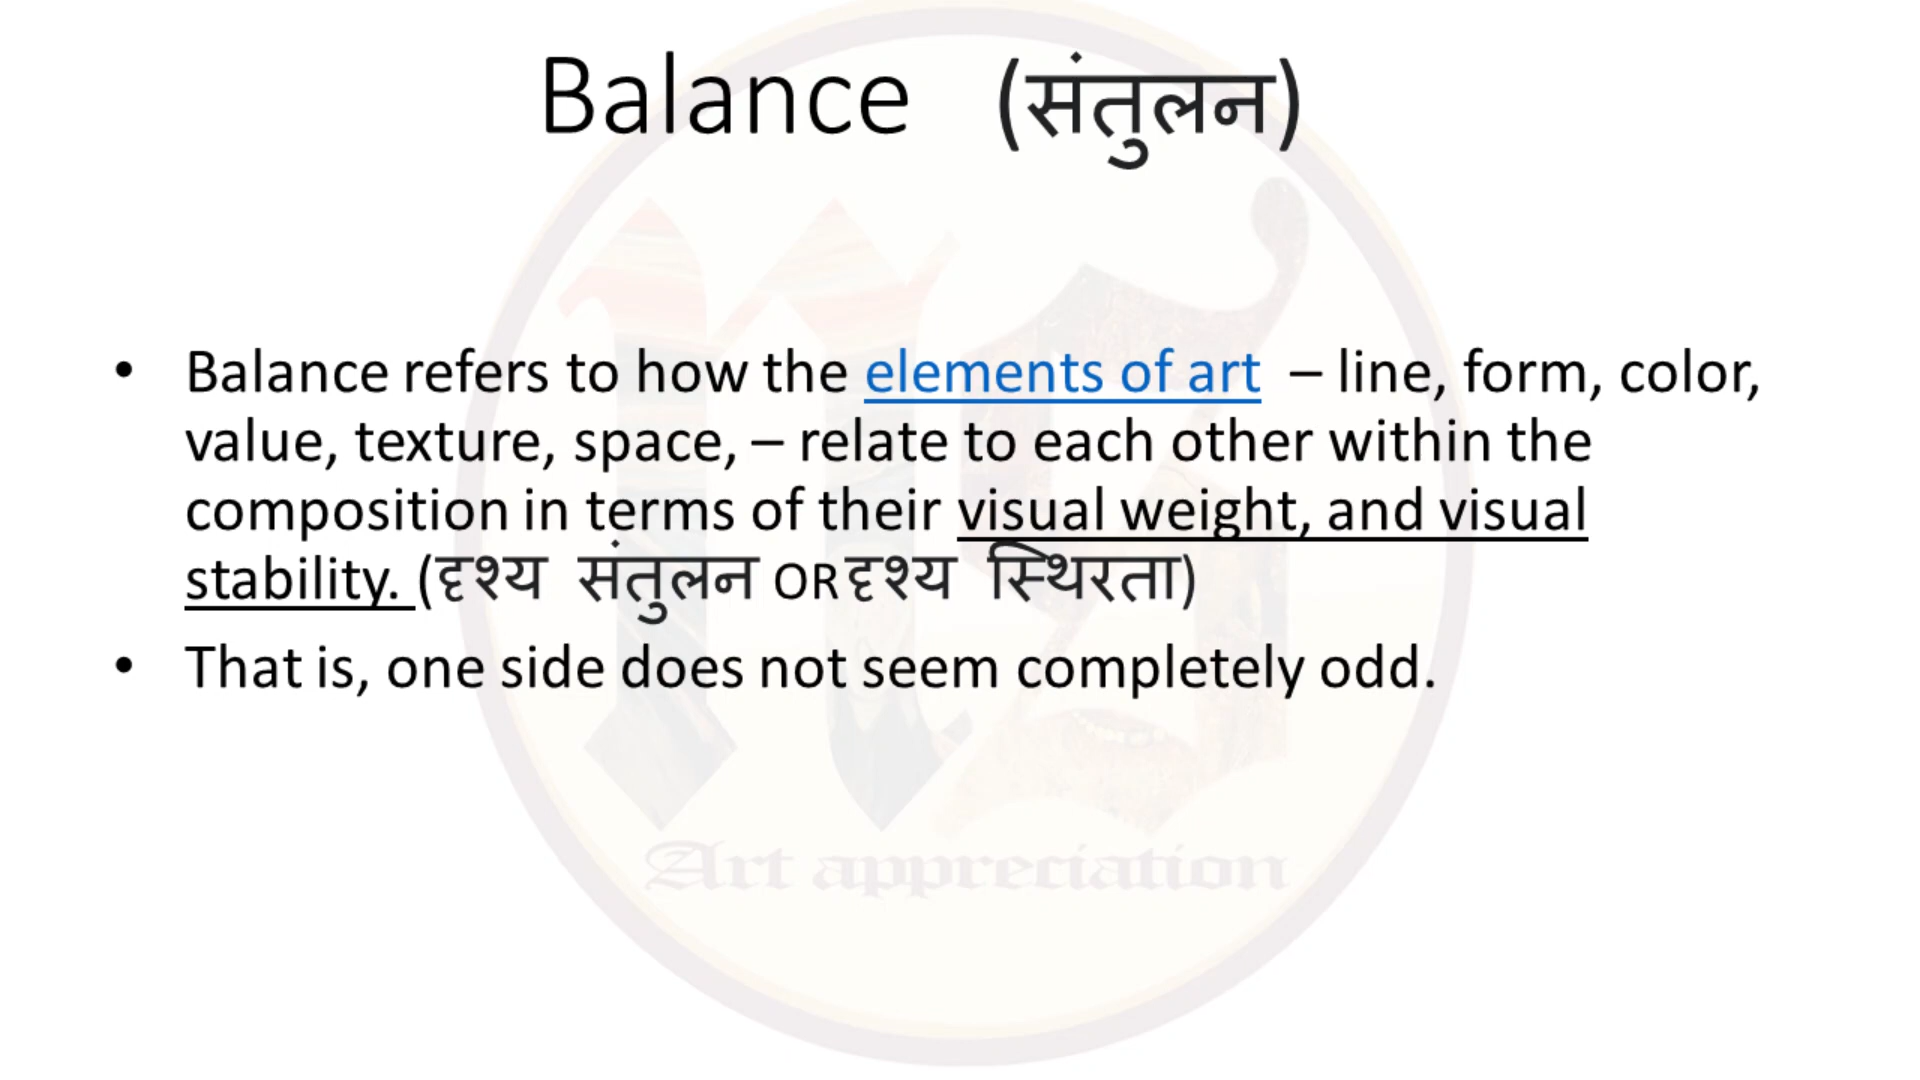 Balance (संतुलन)
• Balance refers to how the elements of art – line, form, color,
value, texture, space, – relate to each other within the
composition in terms of their visual weight, and visual
stability. (दृश्य संतुलन OR दृश्य स्थिरता)
• That is, one side does not seem completely odd.
Art appreciation